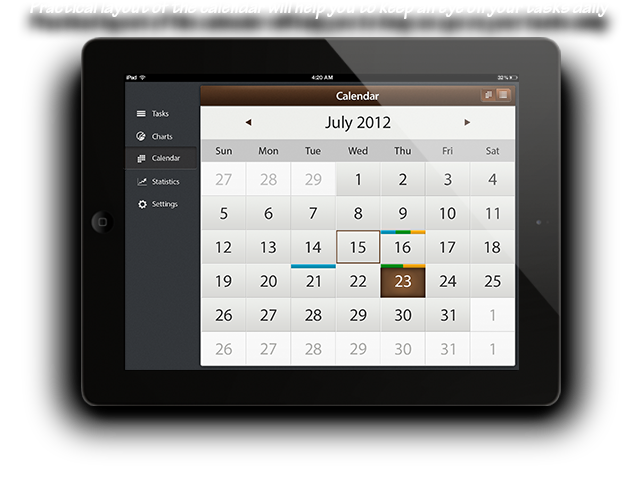 Practical layout of the calendar will help you to keep an eye on your tasks daily
iPad 4:20 AM 32%
Calendar
Tasks
Charts
Calendar
Statistics
Settings
July 2012
Sun Mon Tue Wed Thu Fri Sat
27 28 29 1 2 3 4
5 6 7 8 9 10 11
12 13 14 15 16 17 18
19 20 21 22 23 24 25
26 27 28 29 30 31 1
26 27 28 29 30 31 1